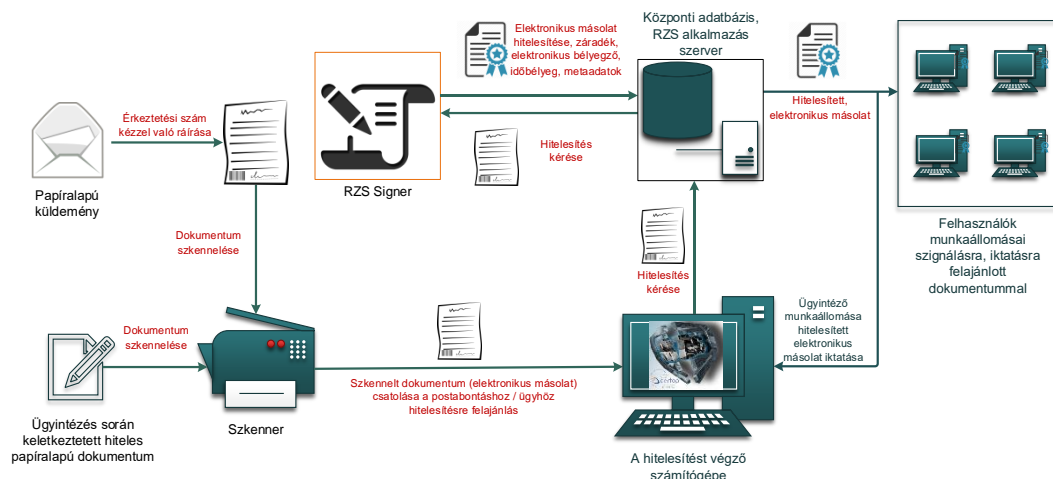 Elektronikus másolat
hitelesítése, záradék,
elektronikus bélyegző,
időbélyeg, metaadatok
Központi adatbázis,
RZS alkalmazás
szerver
Hitelesített,
elektronikus másolat
Érkeztetési szám
kézzel való ráírása
Papíralapú
küldemény
RZS Signer
Hitelesítés
kérése
Felhasználók
munkaállomásai
szignálásra, iktatásra
felajánlott
dokumentummal
Dokumentum
szkennelése
Hitelesítés
kérése
Ügyintéző
munkaállomása
hitelesített
elektronikus
másolat iktatása
Dokumentum
szkennelése
Szkennelt dokumentum (elektronikus másolat)
csatolása a postabontáshoz / ügyhöz
hitelesítésre felajánlás
Ügyintézés során
keletkeztetett hiteles
papíralapú dokumentum
Szkenner
A hitelesítést végző
számítógépe